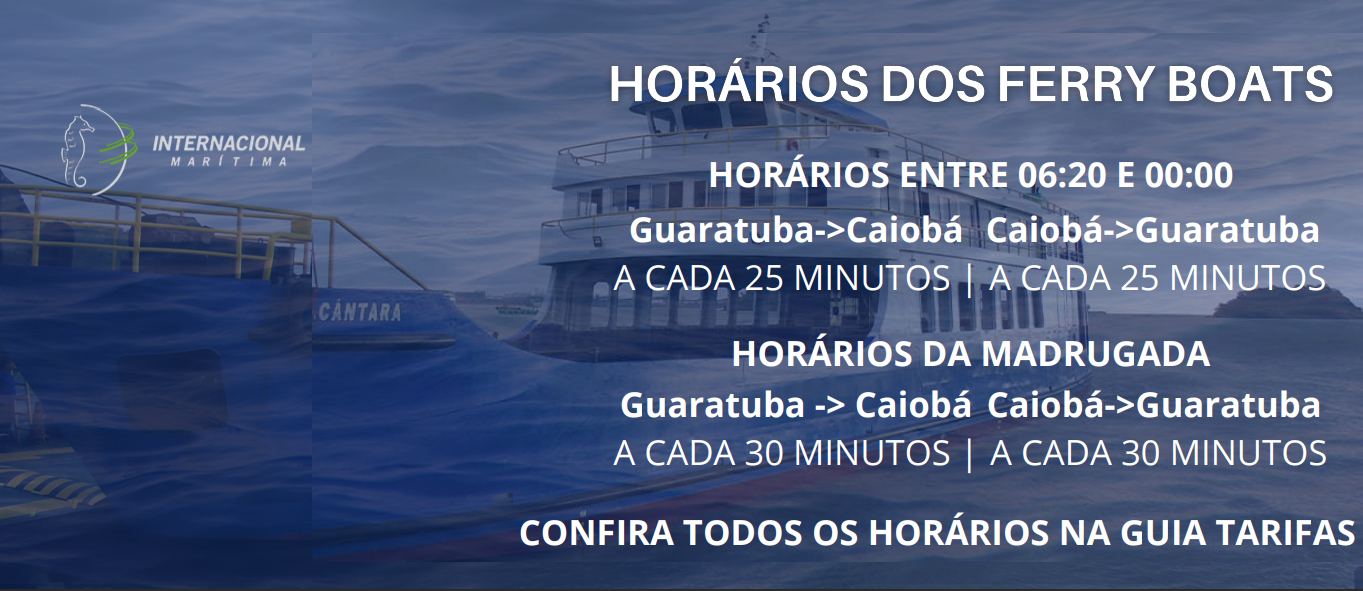 HORÁRIOS DOS FERRY BOATS
INTERNACIONAL
MARÍTIMA
HORÁRIOS ENTRE 06:20 E 00:00
Guaratuba->Caiobá Caiobá->Guaratuba
A CADA 25 MINUTOS | A CADA 25 MINUTOS
CÂNTARA
HORÁRIOS DA MADRUGADA
Guaratuba -> Caiobá Caiobá->Guaratuba
A CADA 30 MINUTOS | A CADA 30 MINUTOS
CONFIRA TODOS OS HORÁRIOS NA GUIA TARIFAS